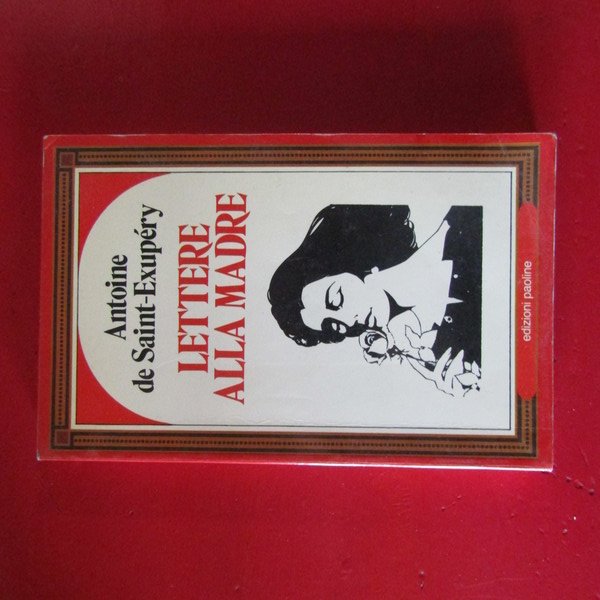 Antoine
de Saint-Exupéry
LETTERE
ALLA MADRE
edizioni paoline